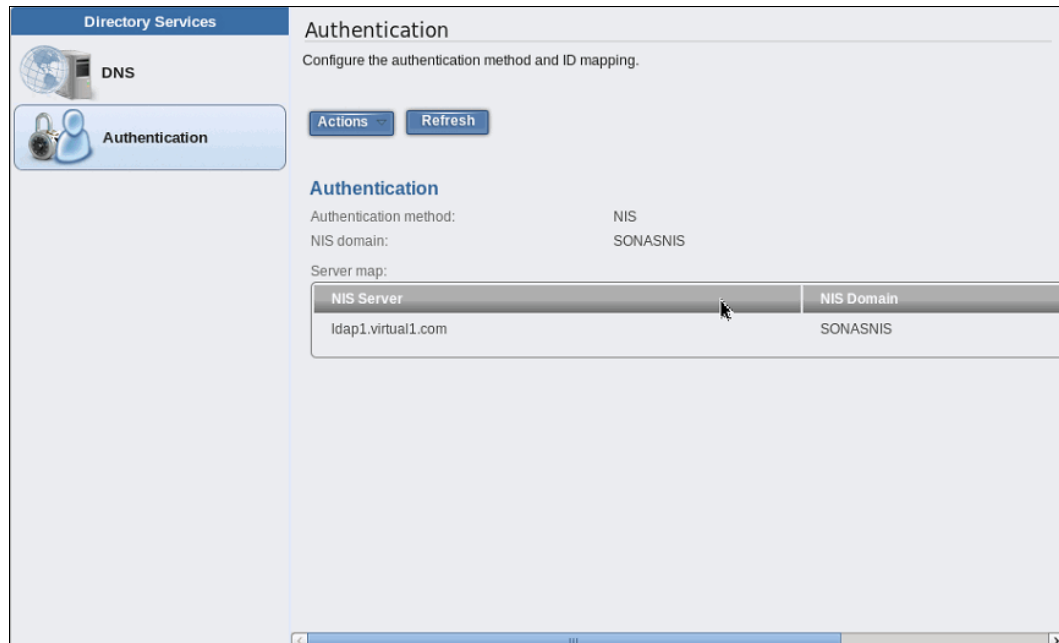 Directory Services
DNS
Authentication
Authentication
Configure the authentication method and ID mapping.
Actions Refresh
Authentication
Authentication method: NIS
NIS domain: SONASNIS
Server map:
NIS Server NIS Domain
ldap1.virtual1.com SONASNIS